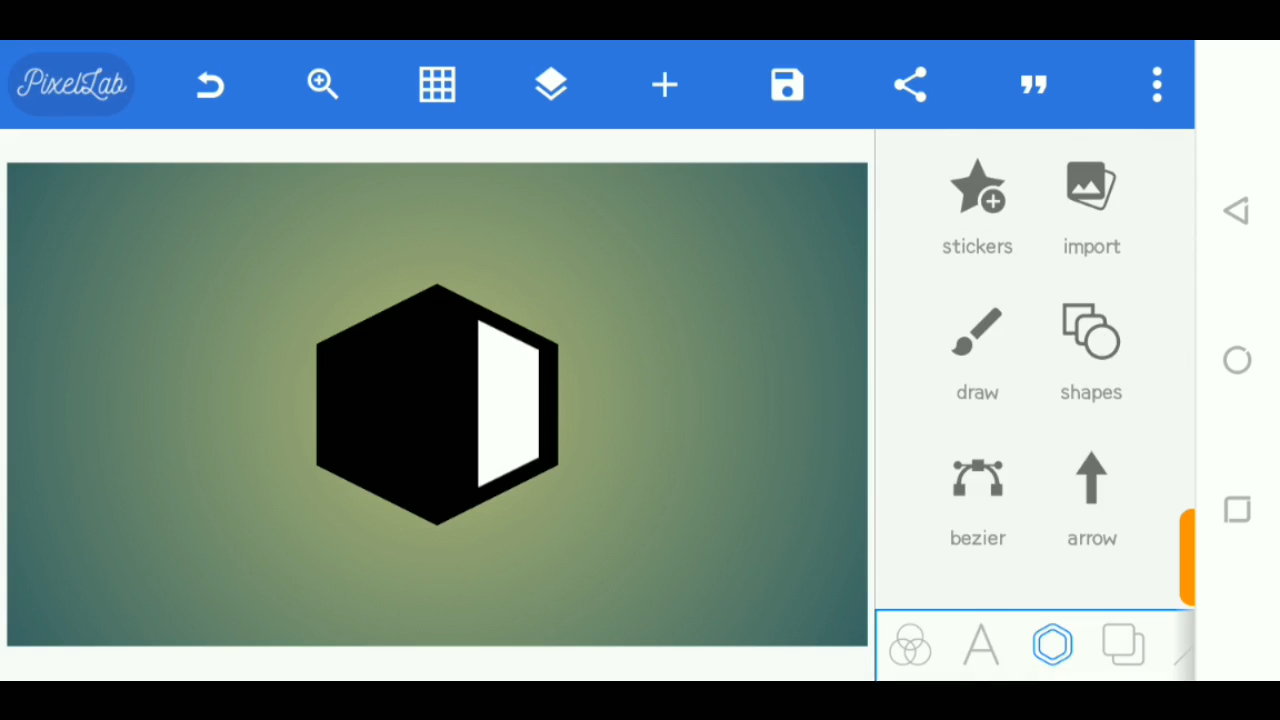 PixelLab
stickers
import
draw
shapes
bezier
arrow